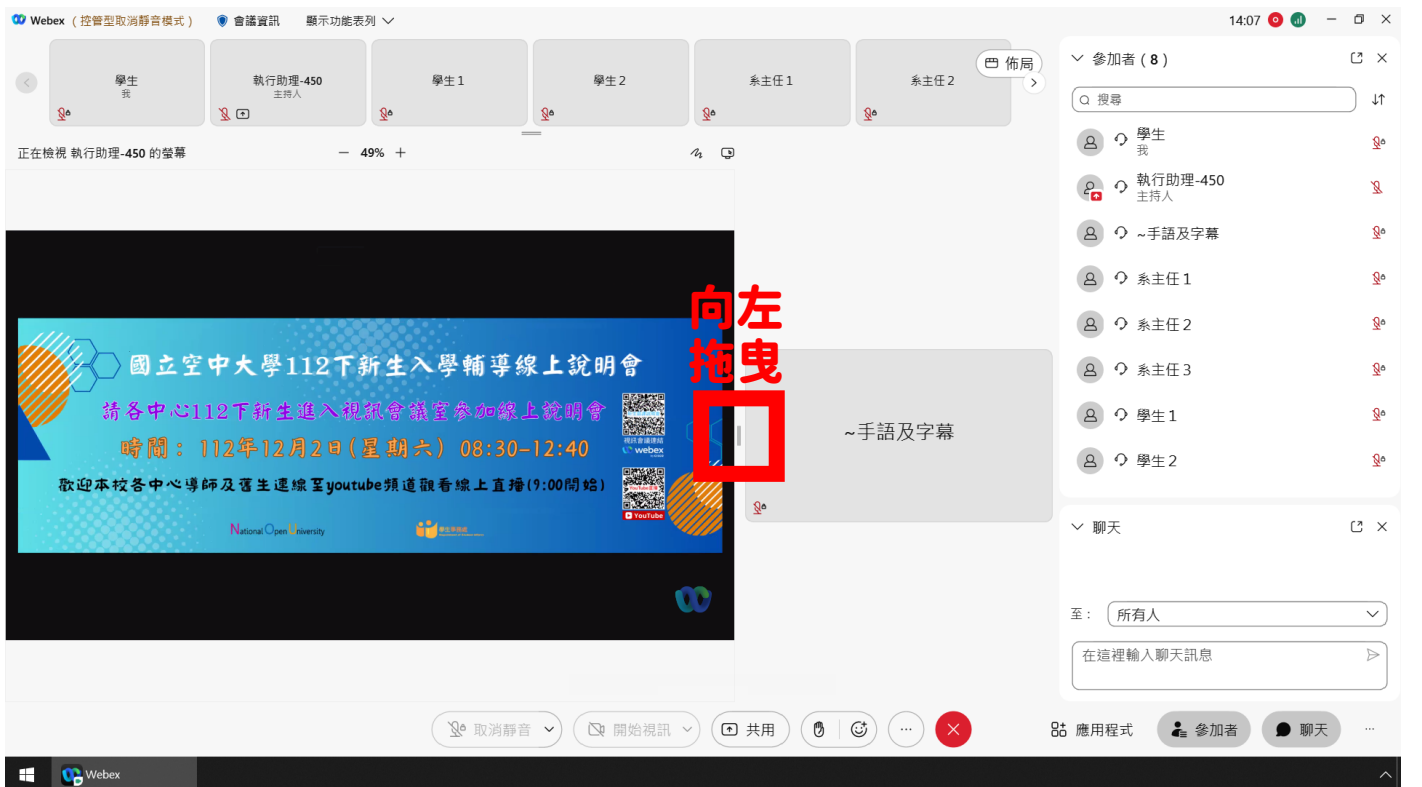 Webex (控管型取消靜音模式) 會議資訊 顯示功能表列
14:07
學生
我
執行助理-450
主持人
學生1
學生2
系主任1
系主任2
佈局
正在檢視 執行助理-450 的螢幕
49%
國立空中大學112下新生入學輔導線上說明會
請各中心112下新生進入視訊會議室參加線上說明會
時間：112年12月2日(星期六) 08:30-12:40
歡迎本校各中心導師及舊生連線至youtube頻道觀看線上直播(9:00開始)
視訊會議連結
webex
YouTube
National Open University
向左
拖曳
~手語及字幕
參加者 (8)
搜尋
學生
我
執行助理-450
主持人
~手語及字幕
系主任1
系主任2
系主任3
學生1
學生2
聊天
至：
所有人
在這裡輸入聊天訊息
取消靜音
開始視訊
共用
應用程式
參加者
聊天
Webex